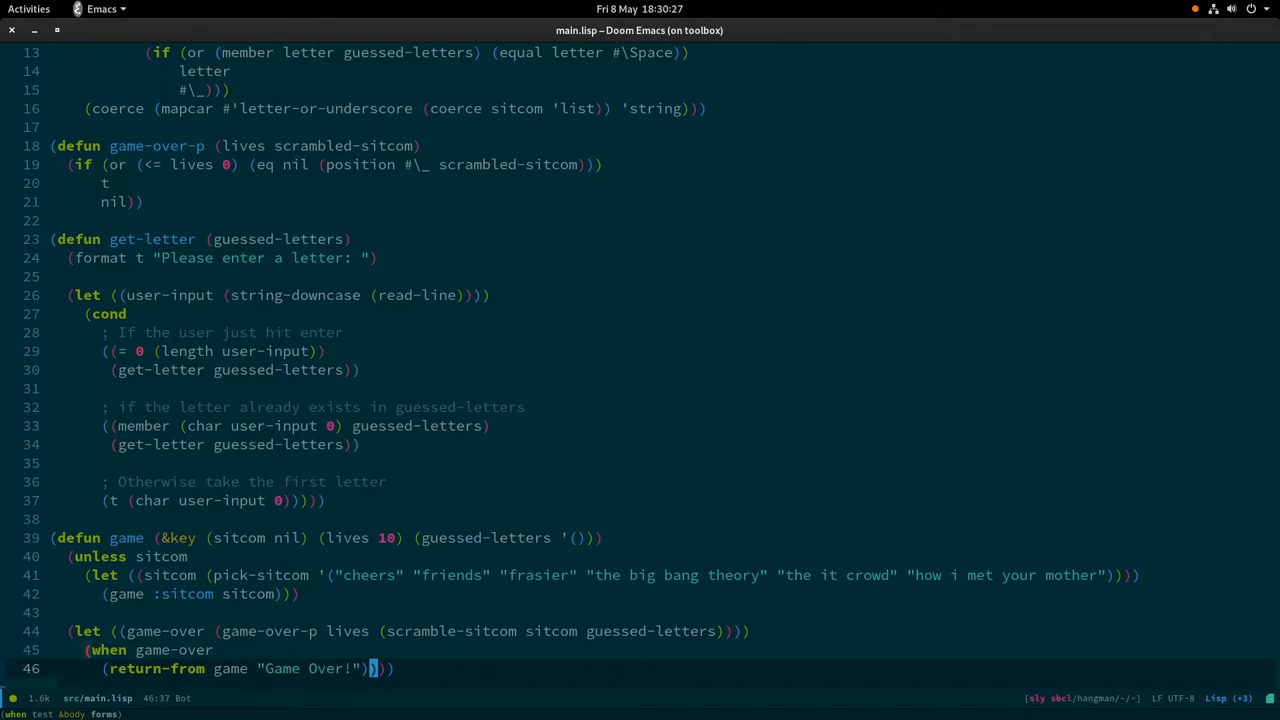 Activities Emacs Fri 8 May 18:30:27
main.lisp – Doom Emacs (on toolbox)
13 (if (or (member letter guessed-letters) (equal letter #\Space))
14 letter
15 #\_)))
16 (coerce (mapcar #'letter-or-underscore (coerce sitcom 'list)) 'string)))
17
18 (defun game-over-p (lives scrambled-sitcom)
19 (if (or (<= lives 0) (eq nil (position #\_ scrambled-sitcom)))
20 t
21 nil))
22
23 (defun get-letter (guessed-letters)
24 (format t "Please enter a letter: ")
25
26 (let ((user-input (string-downcase (read-line))))
27 (cond
28 ; If the user just hit enter
29 ((= 0 (length user-input))
30 (get-letter guessed-letters))
31
32 ; if the letter already exists in guessed-letters
33 ((member (char user-input 0) guessed-letters)
34 (get-letter guessed-letters))
35
36 ; Otherwise take the first letter
37 (t (char user-input 0)))))
38
39 (defun game (&key (sitcom nil) (lives 10) (guessed-letters '()))
40 (unless sitcom
41 (let ((sitcom (pick-sitcom '("cheers" "friends" "frasier" "the big bang theory" "the it crowd" "how i met your mother"))))
42 (game :sitcom sitcom)))
43
44 (let ((game-over (game-over-p lives (scramble-sitcom sitcom guessed-letters))))
45 (when game-over
46 (return-from game "Game Over!"))))
1.6k src/main.lisp 46:37 Bot [sly sbcl/hangman/-/-] LF UTF-8 Lisp (+3)
(when test &body forms)